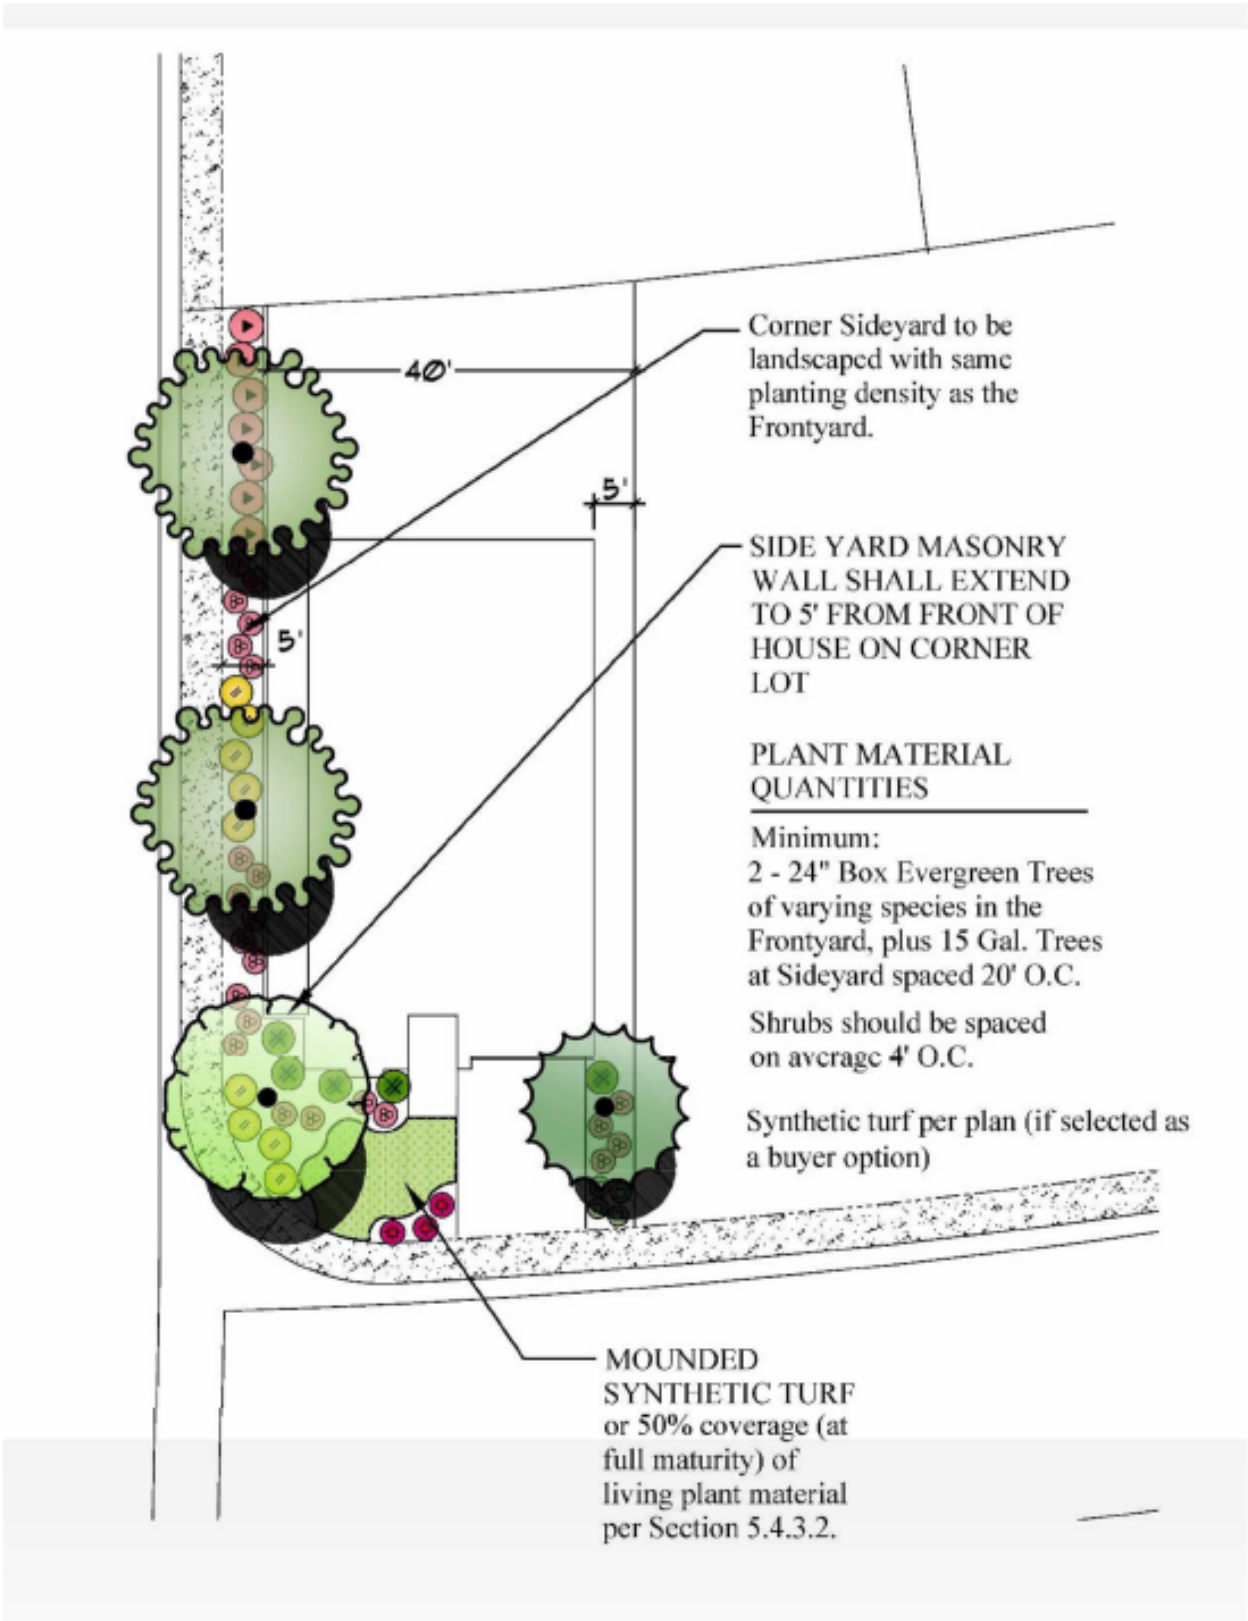 Corner Sideyard to be
landscaped with same
planting density as the
Frontyard.
40'
5'
SIDE YARD MASONRY
WALL SHALL EXTEND
TO 5' FROM FRONT OF
HOUSE ON CORNER
LOT
5'
PLANT MATERIAL
QUANTITIES
Minimum:
2 - 24" Box Evergreen Trees
of varying species in the
Frontyard, plus 15 Gal. Trees
at Sideyard spaced 20' O.C.
Shrubs should be spaced
on average 4' O.C.
Synthetic turf per plan (if selected as
a buyer option)
MOUNDED
SYNTHETIC TURF
or 50% coverage (at
full maturity) of
living plant material
per Section 5.4.3.2.